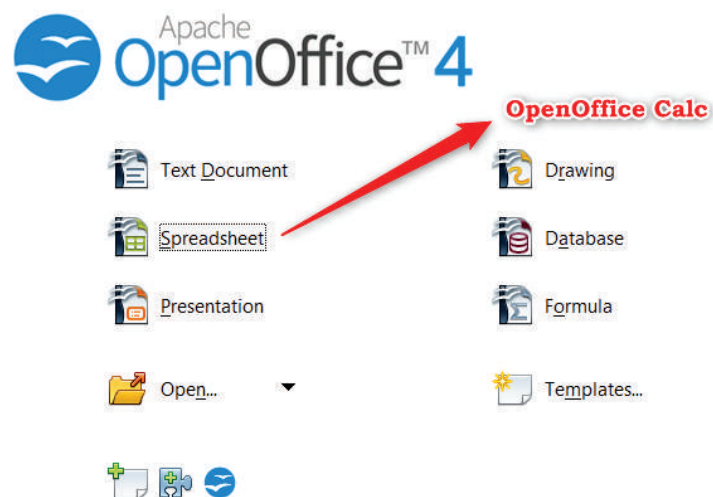 Apache
OpenOffice™ 4
OpenOffice Calc
Text Document
Drawing
Spreadsheet
Database
Presentation
Formula
Open...
Templates...